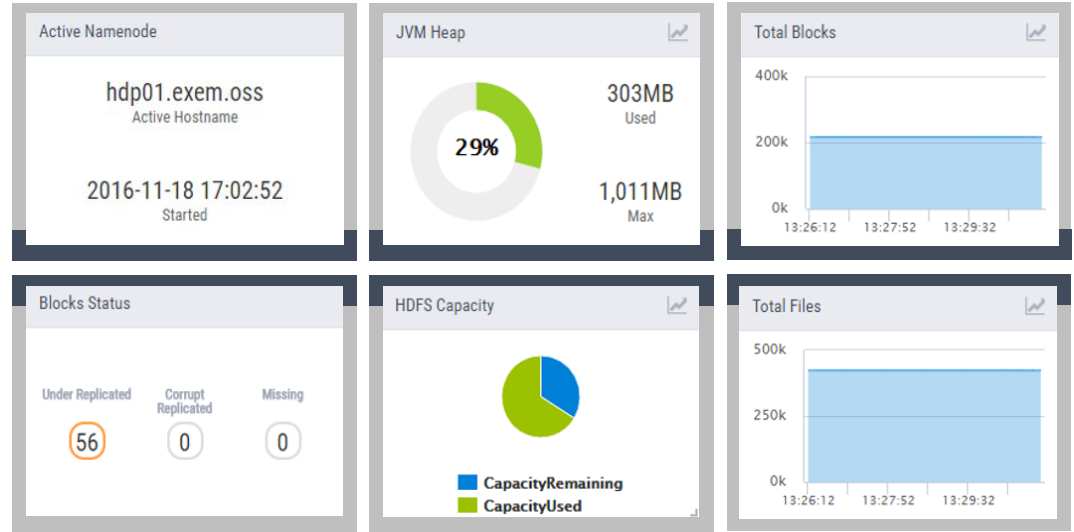 Active Namenode
hdp01.exem.oss
Active Hostname
2016-11-18 17:02:52
Started
JVM Heap
29%
303MB
Used
1,011MB
Max
Total Blocks
400k
200k
0k
13:26:12 13:27:52 13:29:32
Blocks Status
Under Replicated
Corrupt
Replicated
Missing
56 0 0
HDFS Capacity
CapacityRemaining
CapacityUsed
Total Files
500k
250k
0k
13:26:12 13:27:52 13:29:32